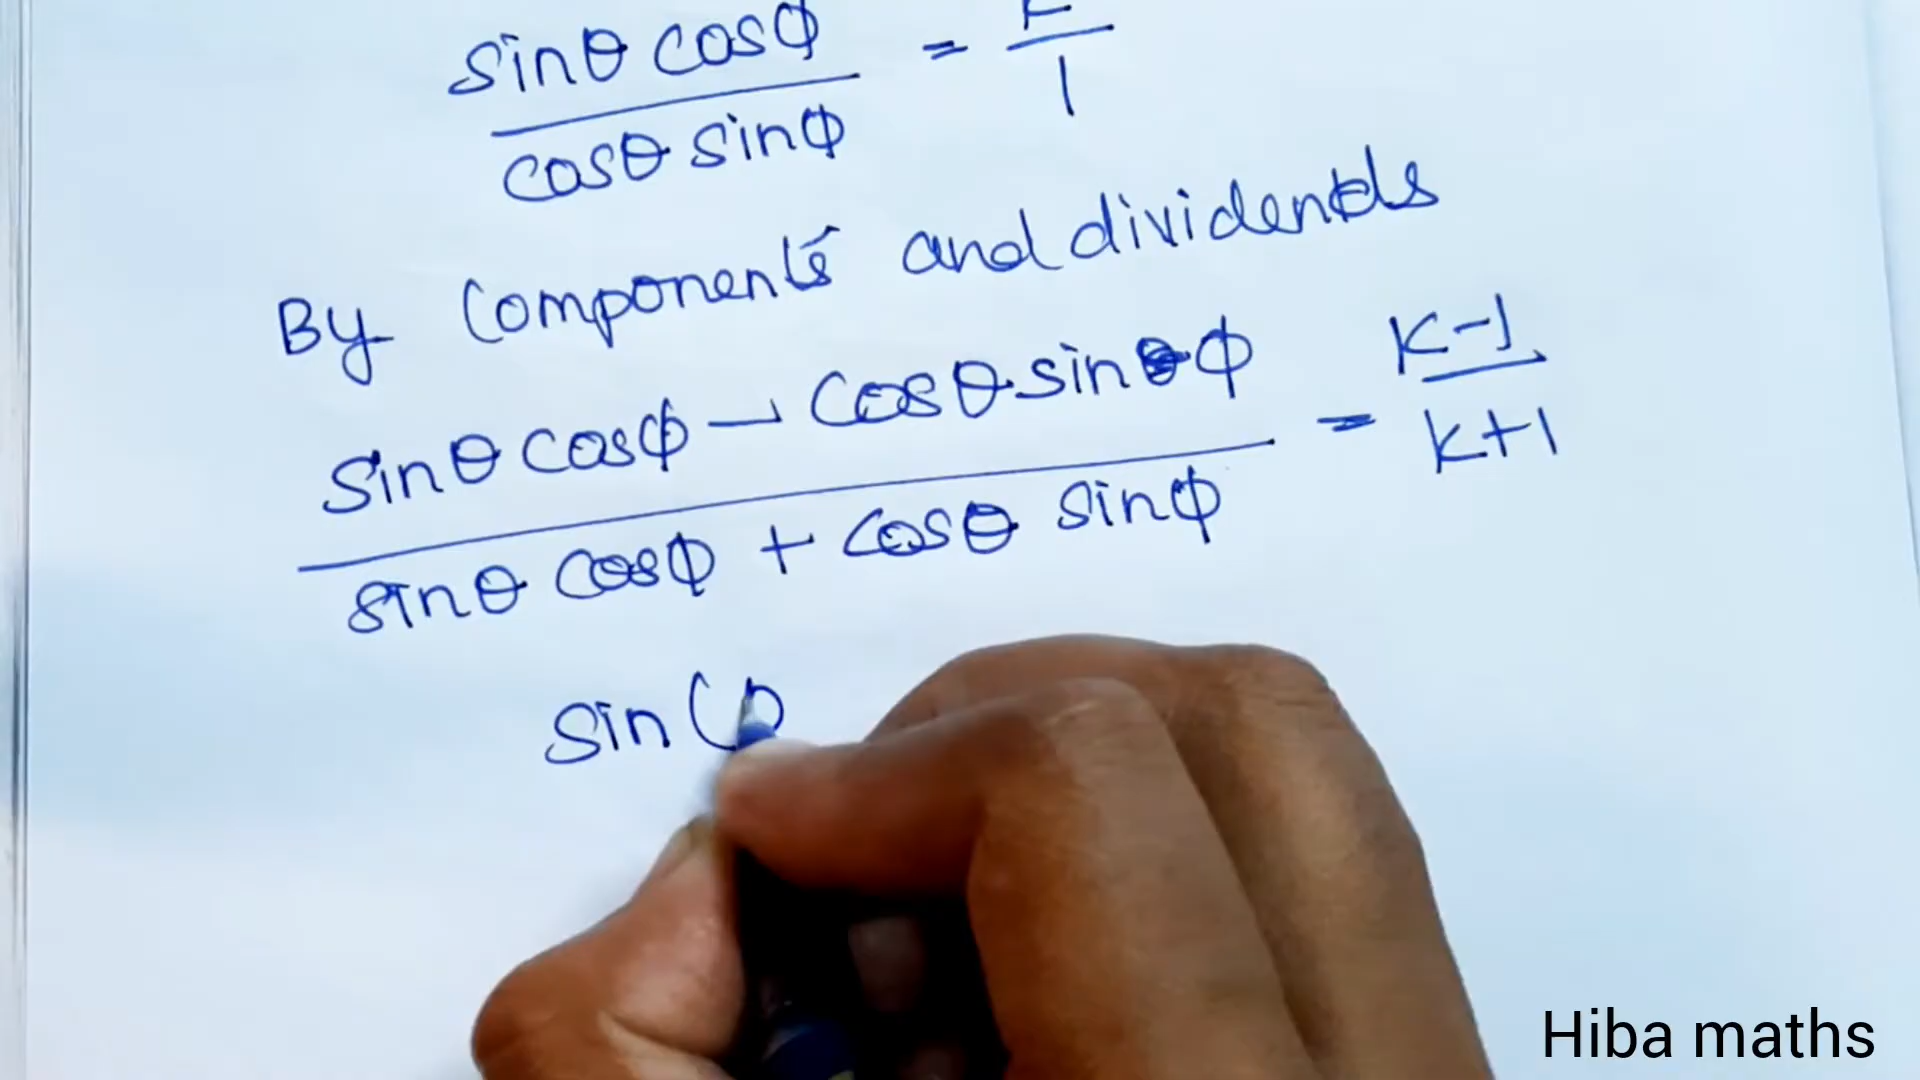 sinθ cosϕ
= 
cosθ sinϕ
1
By Components and dividends
sinθ cosϕ − cosθ sinϕ = k-1
sinθ cosϕ + cosθ sinϕ k+1
sin (
Hiba maths